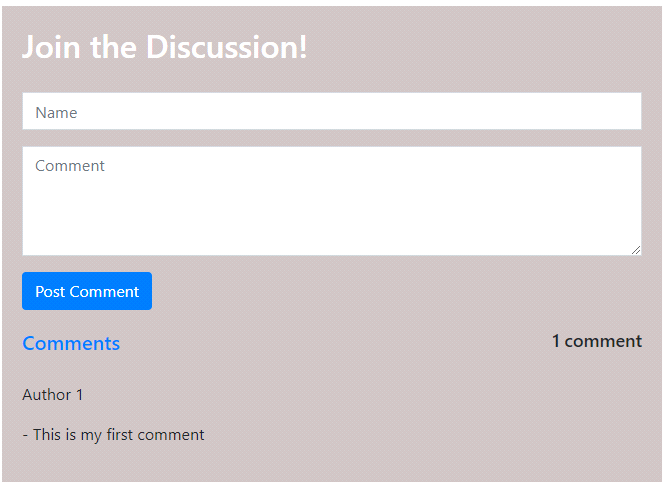 Join the Discussion!
Name
Comment
Post Comment
Comments
1 comment
Author 1
- This is my first comment